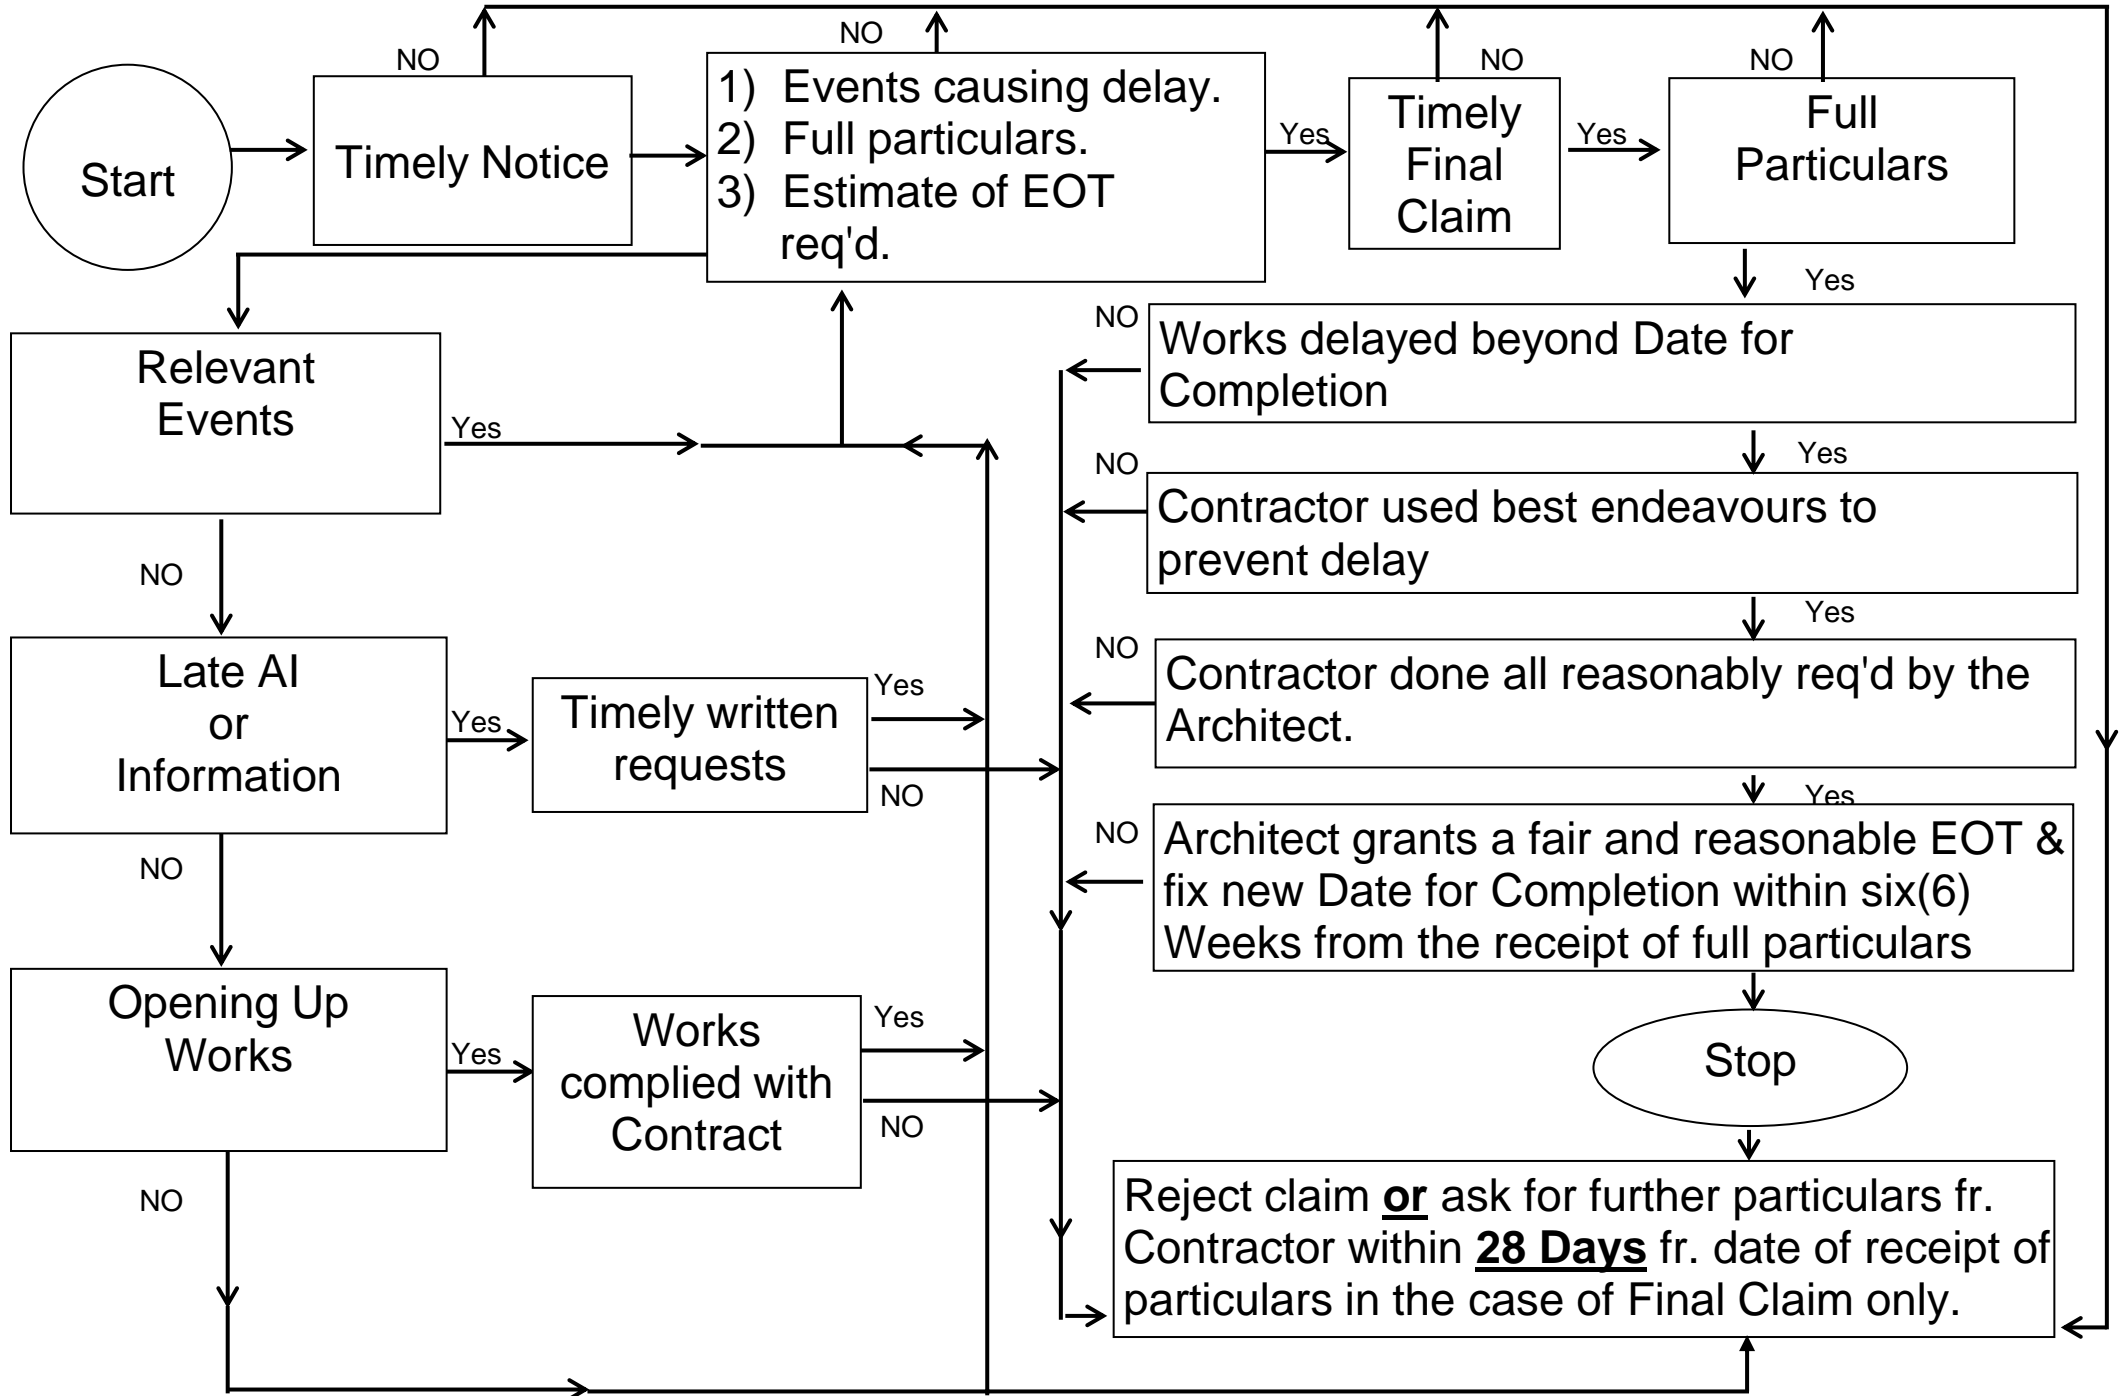 NO
NO
NO
NO
Start
Timely Notice
1) Events causing delay.
2) Full particulars.
3) Estimate of EOT
req'd.
Yes
Timely
Final
Claim
Yes
Full
Particulars
Yes
Relevant
Events
Yes
NO
NO
Works delayed beyond Date for
Completion
Yes
NO
Contractor used best endeavours to
prevent delay
Yes
Late AI
or
Information
Yes
Timely written
requests
Yes
NO
NO
NO
Contractor done all reasonably req'd by the
Architect.
Yes
NO
Architect grants a fair and reasonable EOT &
fix new Date for Completion within six(6)
Weeks from the receipt of full particulars
Opening Up
Works
Yes
Works
complied with
Contract
Yes
NO
NO
Stop
Reject claim or ask for further particulars fr.
Contractor within 28 Days fr. date of receipt of
particulars in the case of Final Claim only.